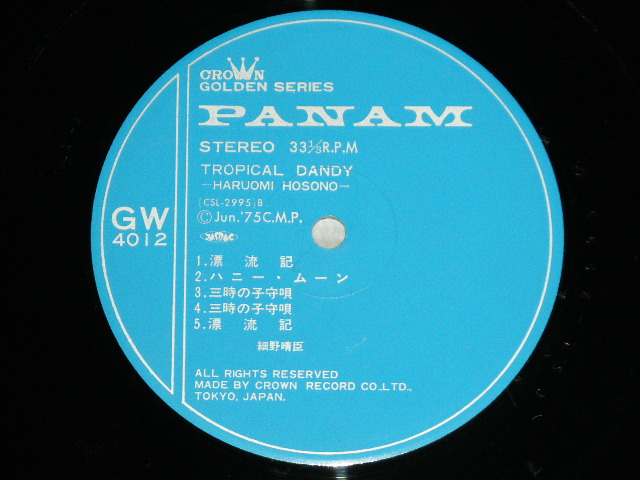 CROWN
GOLDEN SERIES
PANAM
STEREO 33⅓R.P.M
TROPICAL DANDY
—HARUOMI HOSONO—
(CSL-2995)B
Ⓒ Jun.'75C.M.P.
GW
4012
1.漂流記
2.ハニー・ムーン
3.三時の子守唄
4.三時の子守唄
5.漂流記
細野晴臣
ALL RIGHTS RESERVED
MADE BY CROWN RECORD CO.,LTD.,
TOKYO, JAPAN.